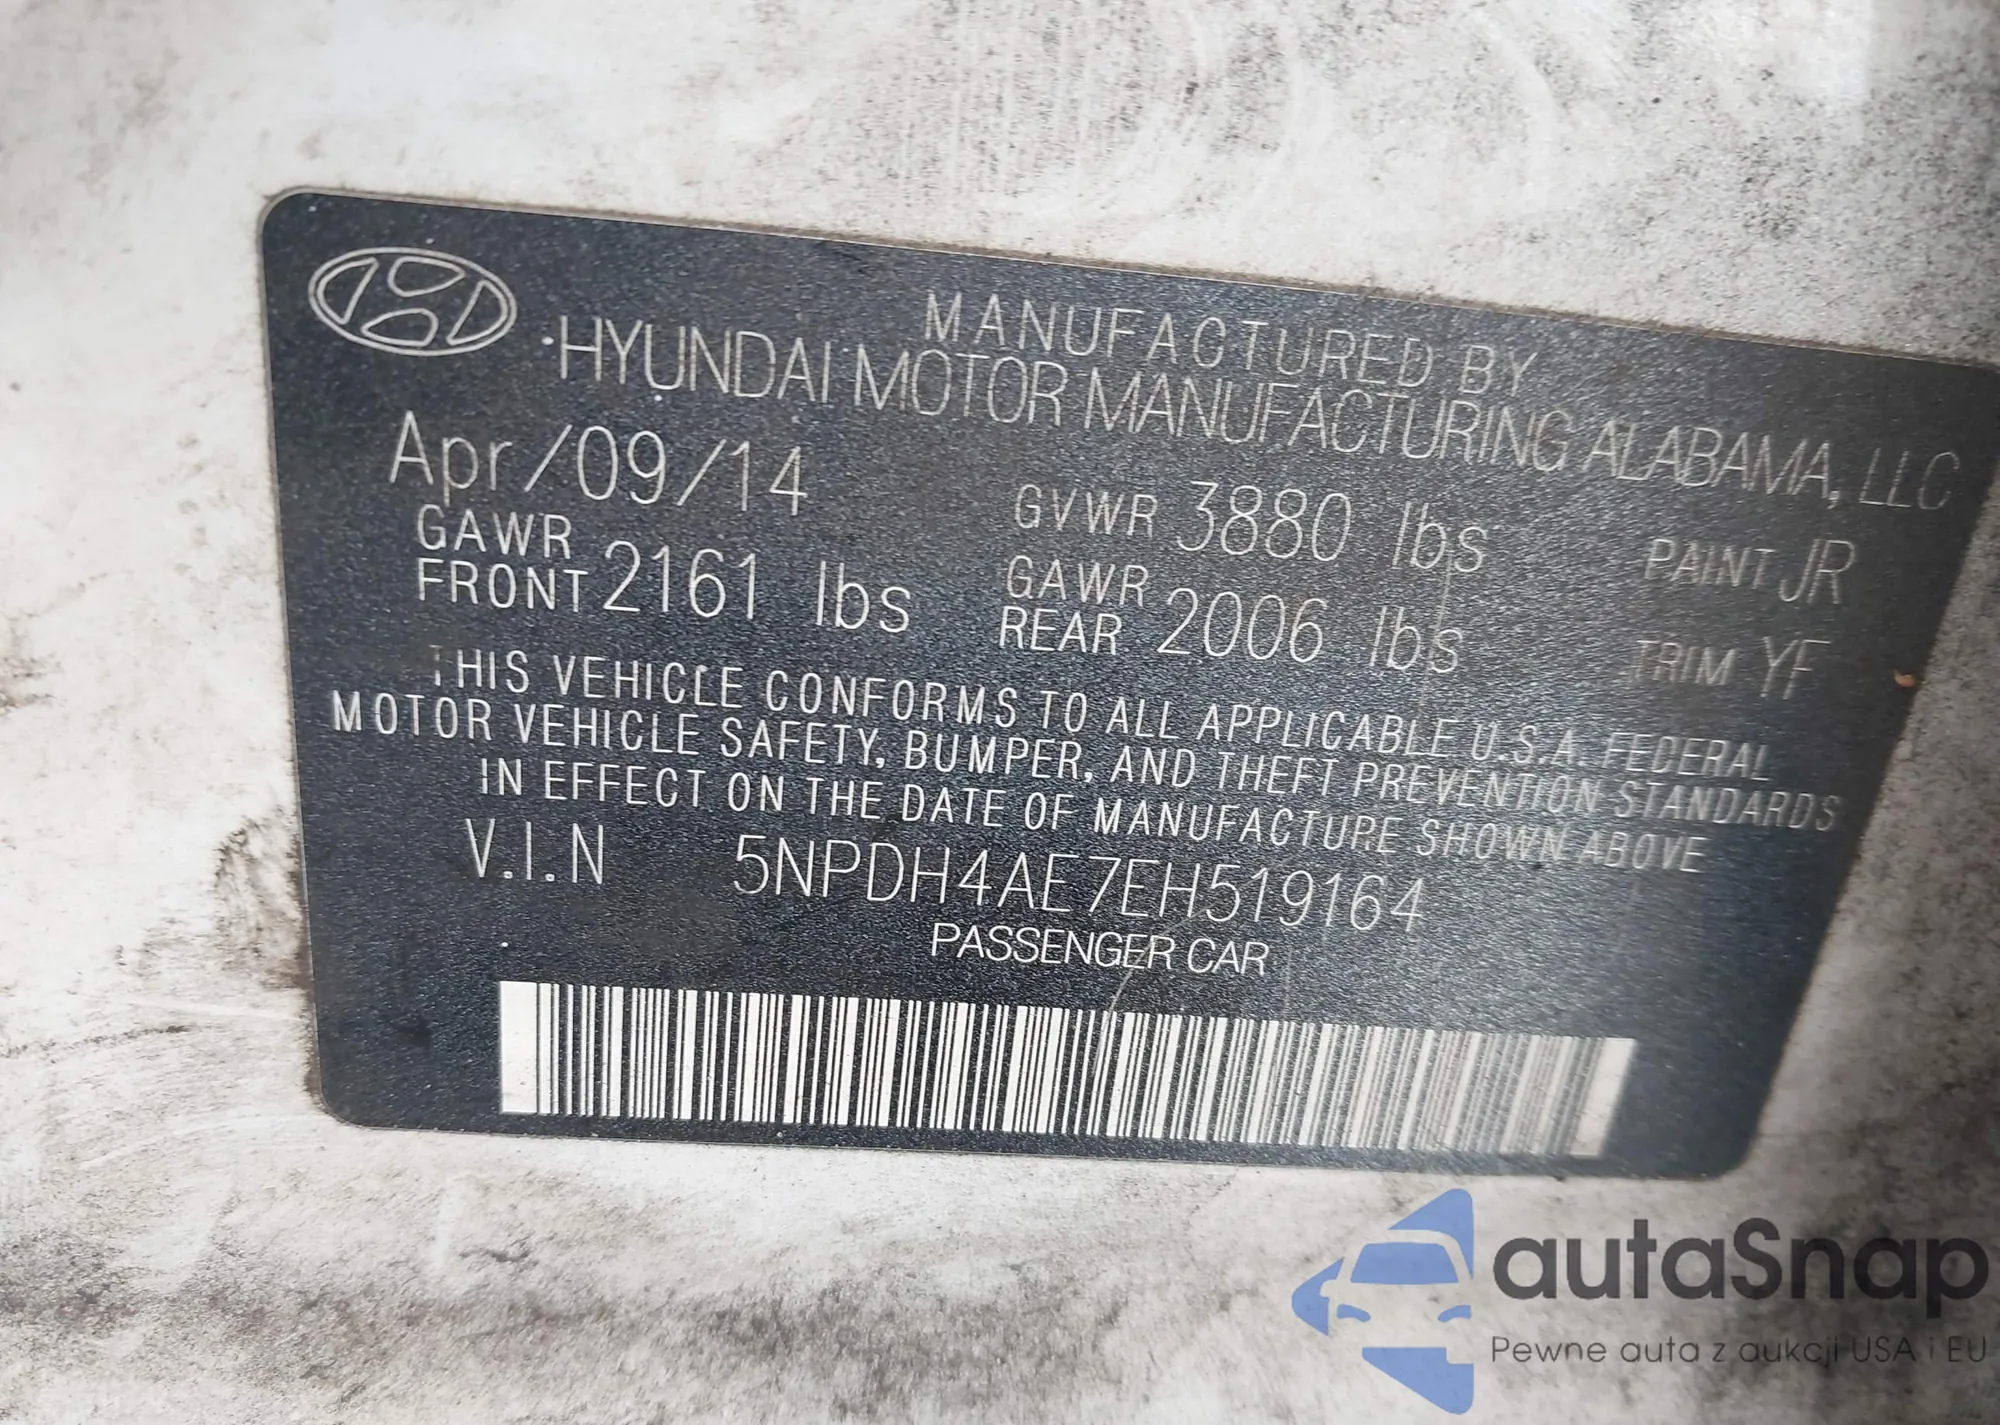 MANUFACTURED BY
HYUNDAI MOTOR MANUFACTURING ALABAMA, LLC
Apr/09/14 GVWR 3880 lbs PAINT JR
GAWR FRONT 2161 lbs GAWR REAR 2006 lbs TRIM YF
THIS VEHICLE CONFORMS TO ALL APPLICABLE U.S.A. FEDERAL
MOTOR VEHICLE SAFETY, BUMPER, AND THEFT PREVENTION STANDARDS
IN EFFECT ON THE DATE OF MANUFACTURE SHOWN ABOVE
V.I.N 5NPDH4AE7EH519164
PASSENGER CAR
autaSnap
Pewne auta z aukcji USA i EU